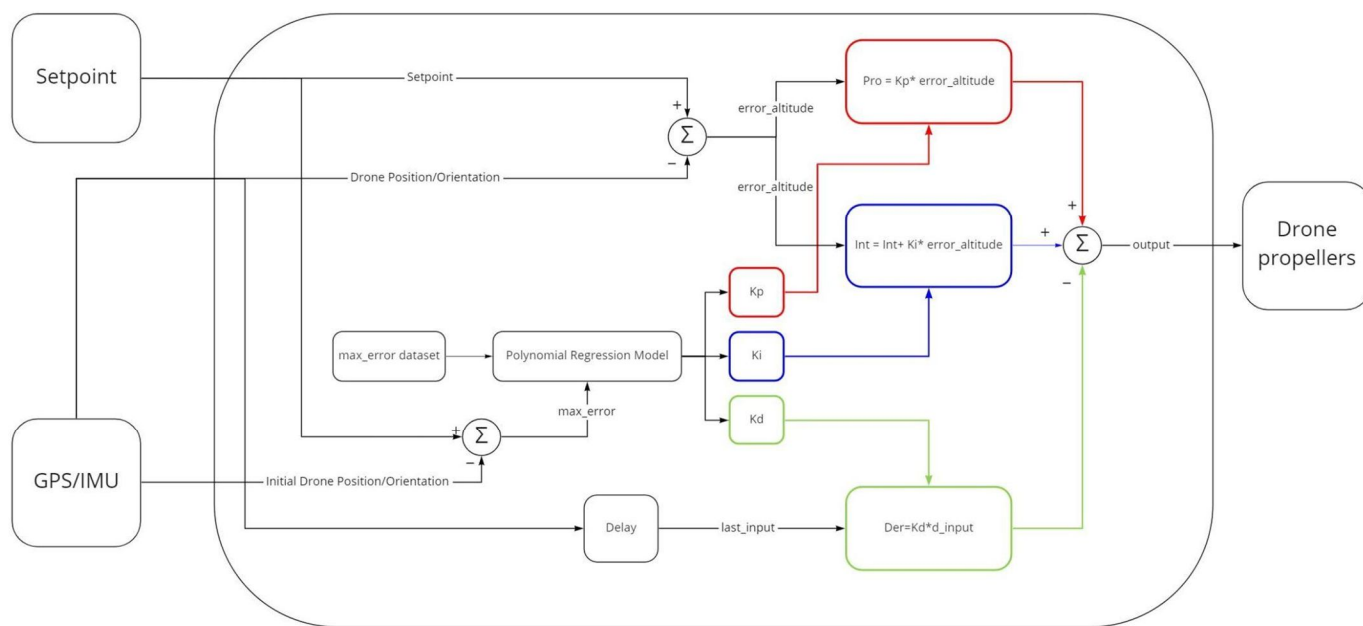 Setpoint
Setpoint
+
Σ
−
Drone Position/Orientation
error_altitude
error_altitude
Pro = Kp* error_altitude
Int = Int+ Ki* error_altitude
+
+
Σ
−
output
Drone
propellers
Kp
Ki
Kd
max_error dataset
Polynomial Regression Model
max_error
+
Σ
−
GPS/IMU
Initial Drone Position/Orientation
Delay
last_input
Der=Kd*d_input